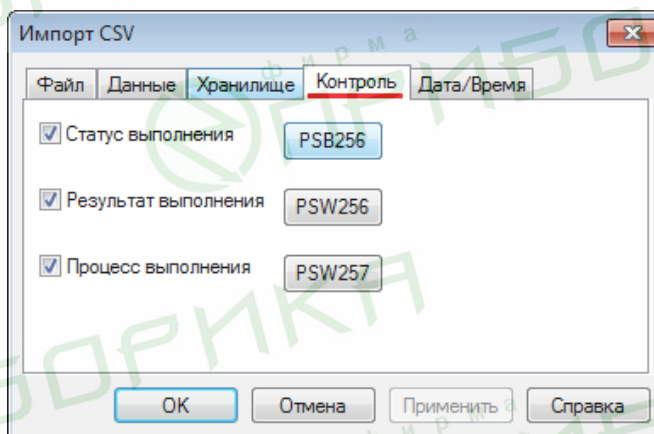 Импорт CSV
Файл Данные Хранилище Контроль Дата/Время
Статус выполнения PSB256
Результат выполнения PSW256
Процесс выполнения PSW257
OK Отмена Применить Справка
фирма